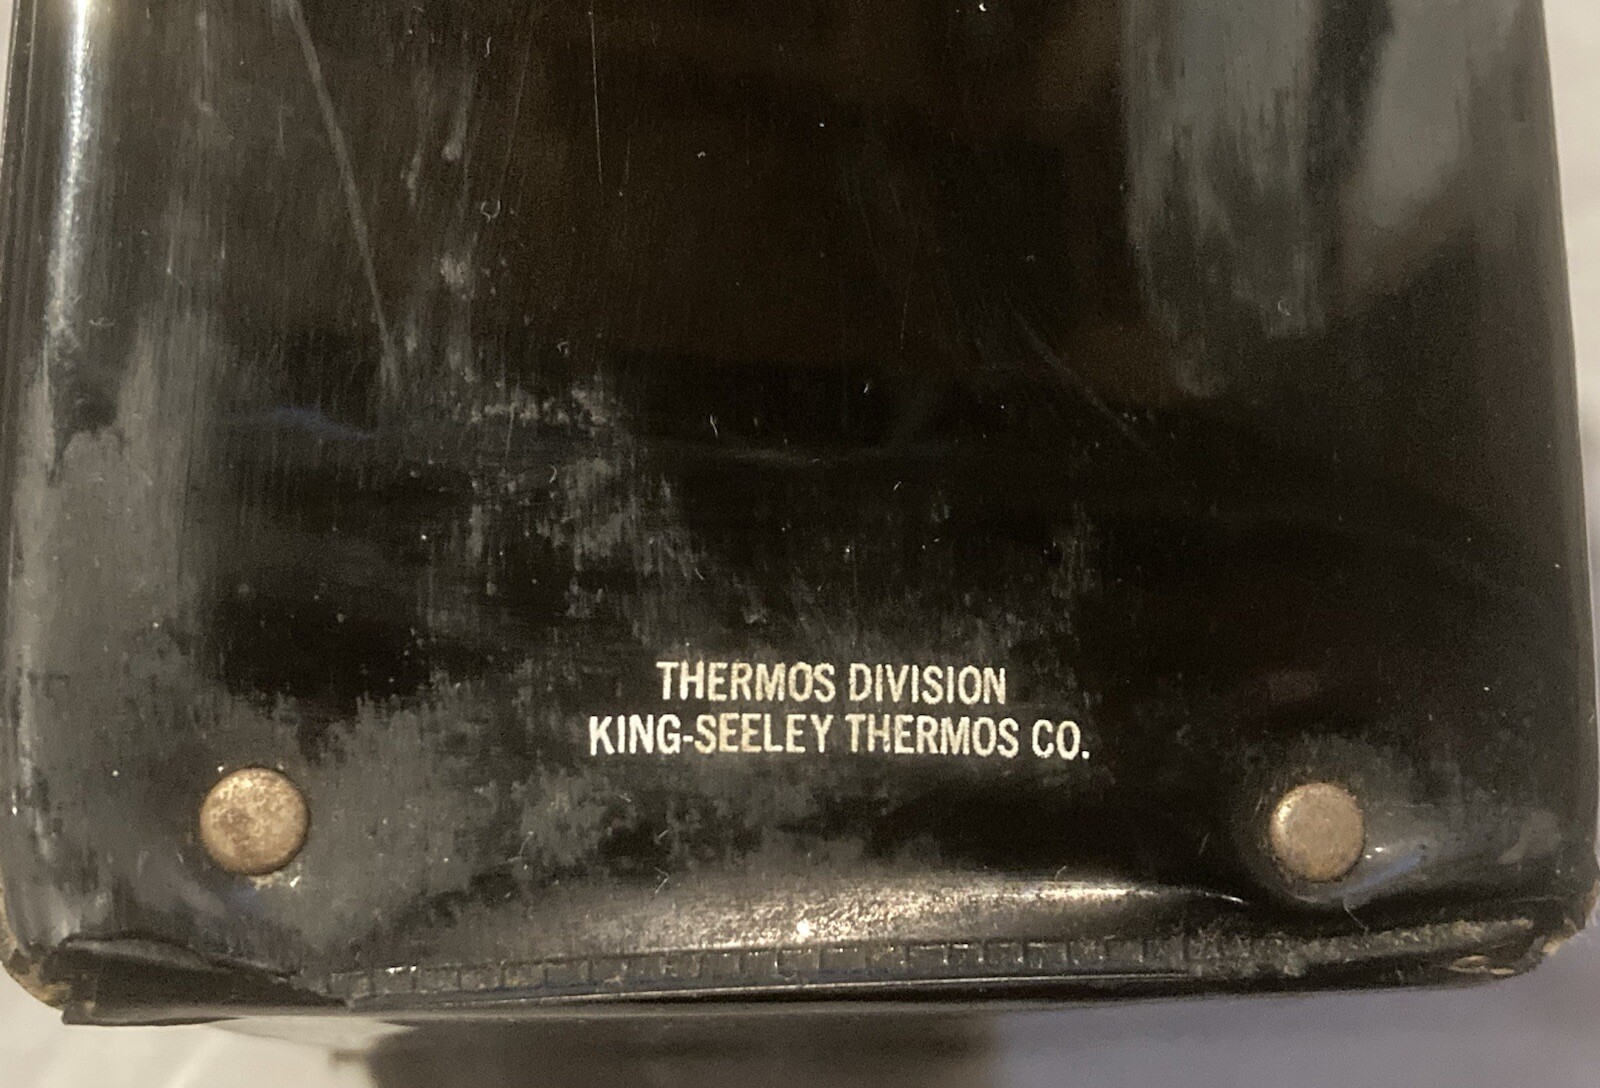 THERMOS DIVISION
KING-SEELEY THERMOS CO.